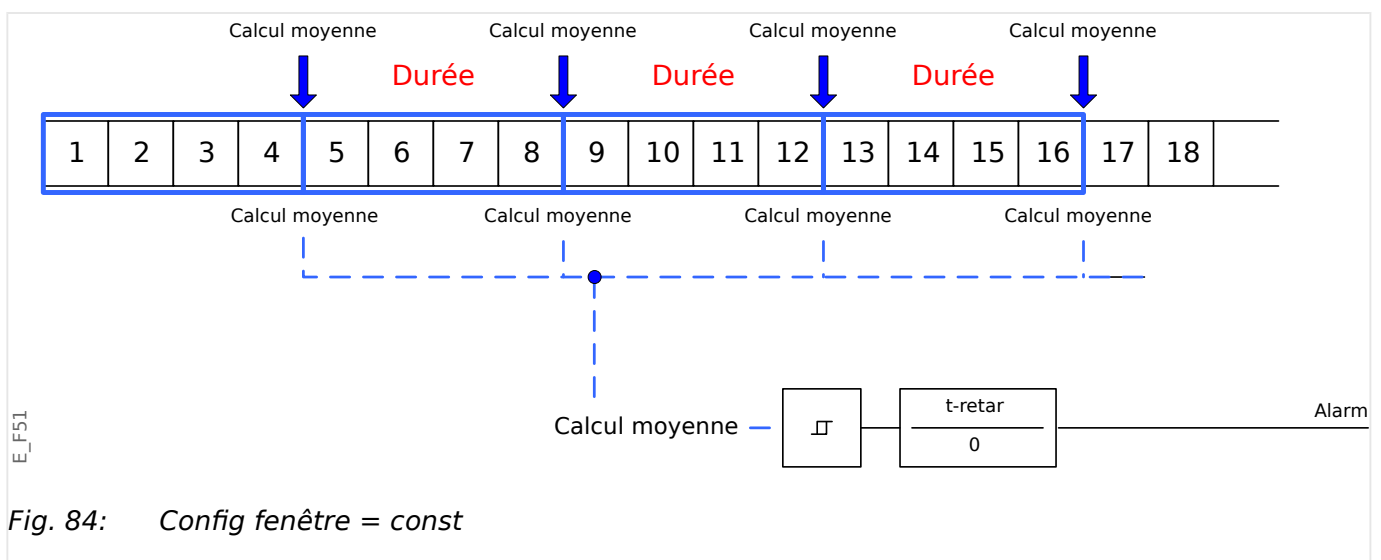 Calcul moyenne Calcul moyenne Calcul moyenne Calcul moyenne
Durée Durée Durée
1 2 3 4 5 6 7 8 9 10 11 12 13 14 15 16 17 18
Calcul moyenne Calcul moyenne Calcul moyenne Calcul moyenne
t-retar
Alarm
Calcul moyenne
0
E_F51
Fig. 84: Config fenêtre = const